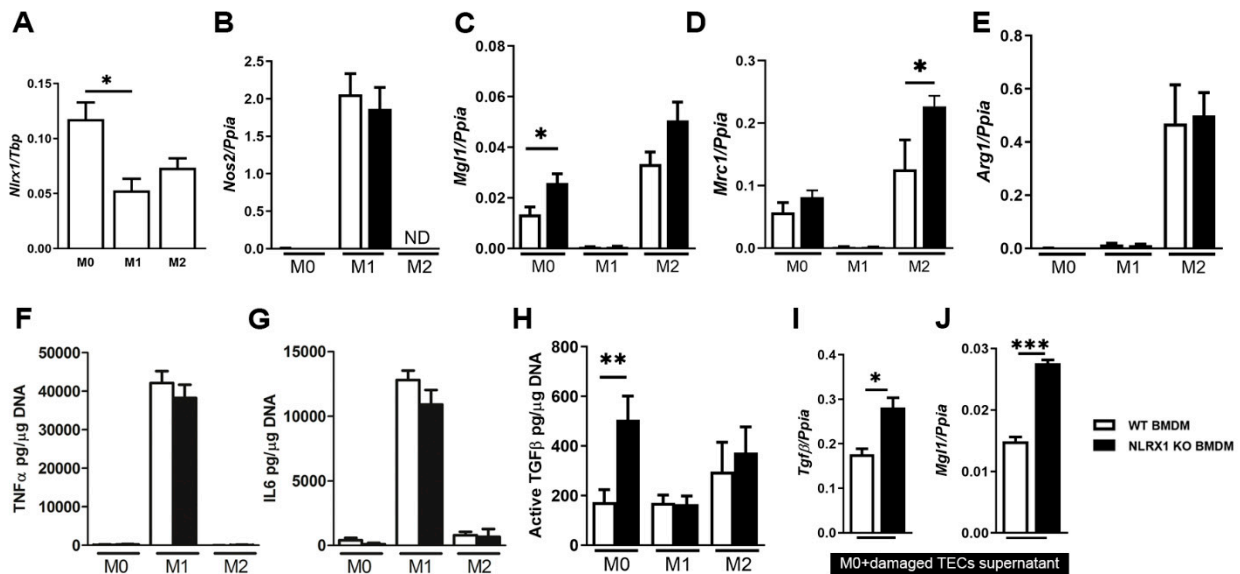 A
Nlrx1/Tbp
0.15
0.10
0.05
0.00
*
M0 M1 M2
B
Nos2/Ppia
2.5
2.0
1.5
1.0
0.5
0.0
ND
M0 M1 M2
C
Mgl1/Ppia
0.08
0.06
0.04
0.02
0.00
*
M0 M1 M2
D
Mrc1/Ppia
0.3
0.2
0.1
0.0
*
M0 M1 M2
E
Arg1/Ppia
0.8
0.6
0.4
0.2
0.0
M0 M1 M2
F
TNFα pg/µg DNA
50000
40000
30000
20000
10000
0
M0 M1 M2
G
IL6 pg/µg DNA
15000
10000
5000
0
M0 M1 M2
H
Active TGFβ pg/µg DNA
800
600
400
200
0
**
M0 M1 M2
I
Tgfβ/Ppia
0.4
0.3
0.2
0.1
0.0
*
J
Mgl1/Ppia
0.03
0.02
0.01
0.00
***
M0+damaged TECs supernatant
WT BMDM
NLRX1 KO BMDM